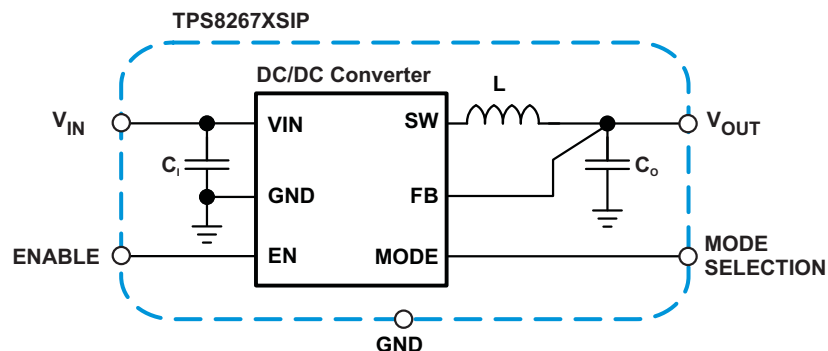 TPS8267XSIP
DC/DC Converter
L
VIN
VIN
SW
VOUT
CI
CO
GND
FB
ENABLE
EN
MODE
MODE
SELECTION
GND